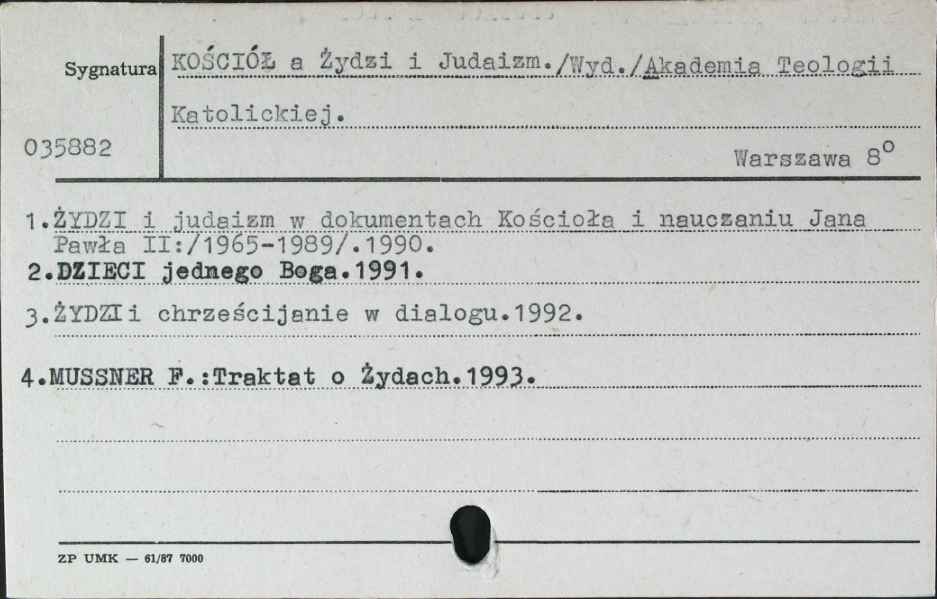 Sygnatura
KOŚCIÓŁ a Żydzi i Judaizm./Wyd./Akademia Teologii
Katolickiej.
035882
Warszawa 8°
1.ŻYDZI i judaizm w dokumentach Kościoła i nauczaniu Jana
Pawła II:/1965-1989/.1990.
2.DZIECI jednego Boga.1991.
3.ŻYDZI i chrześcijanie w dialogu.1992.
4.MUSSNER F.:Traktat o Żydach.1993.
ZP UMK — 61/87 7000